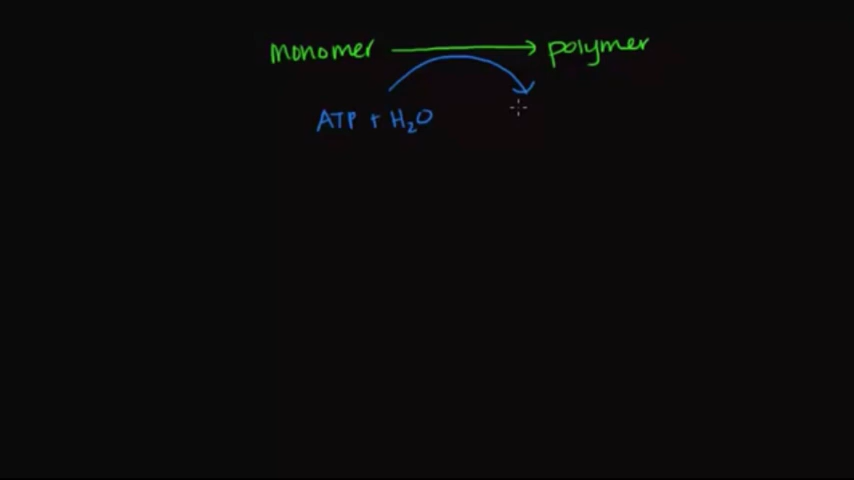 monomer → polymer
ATP + H₂O